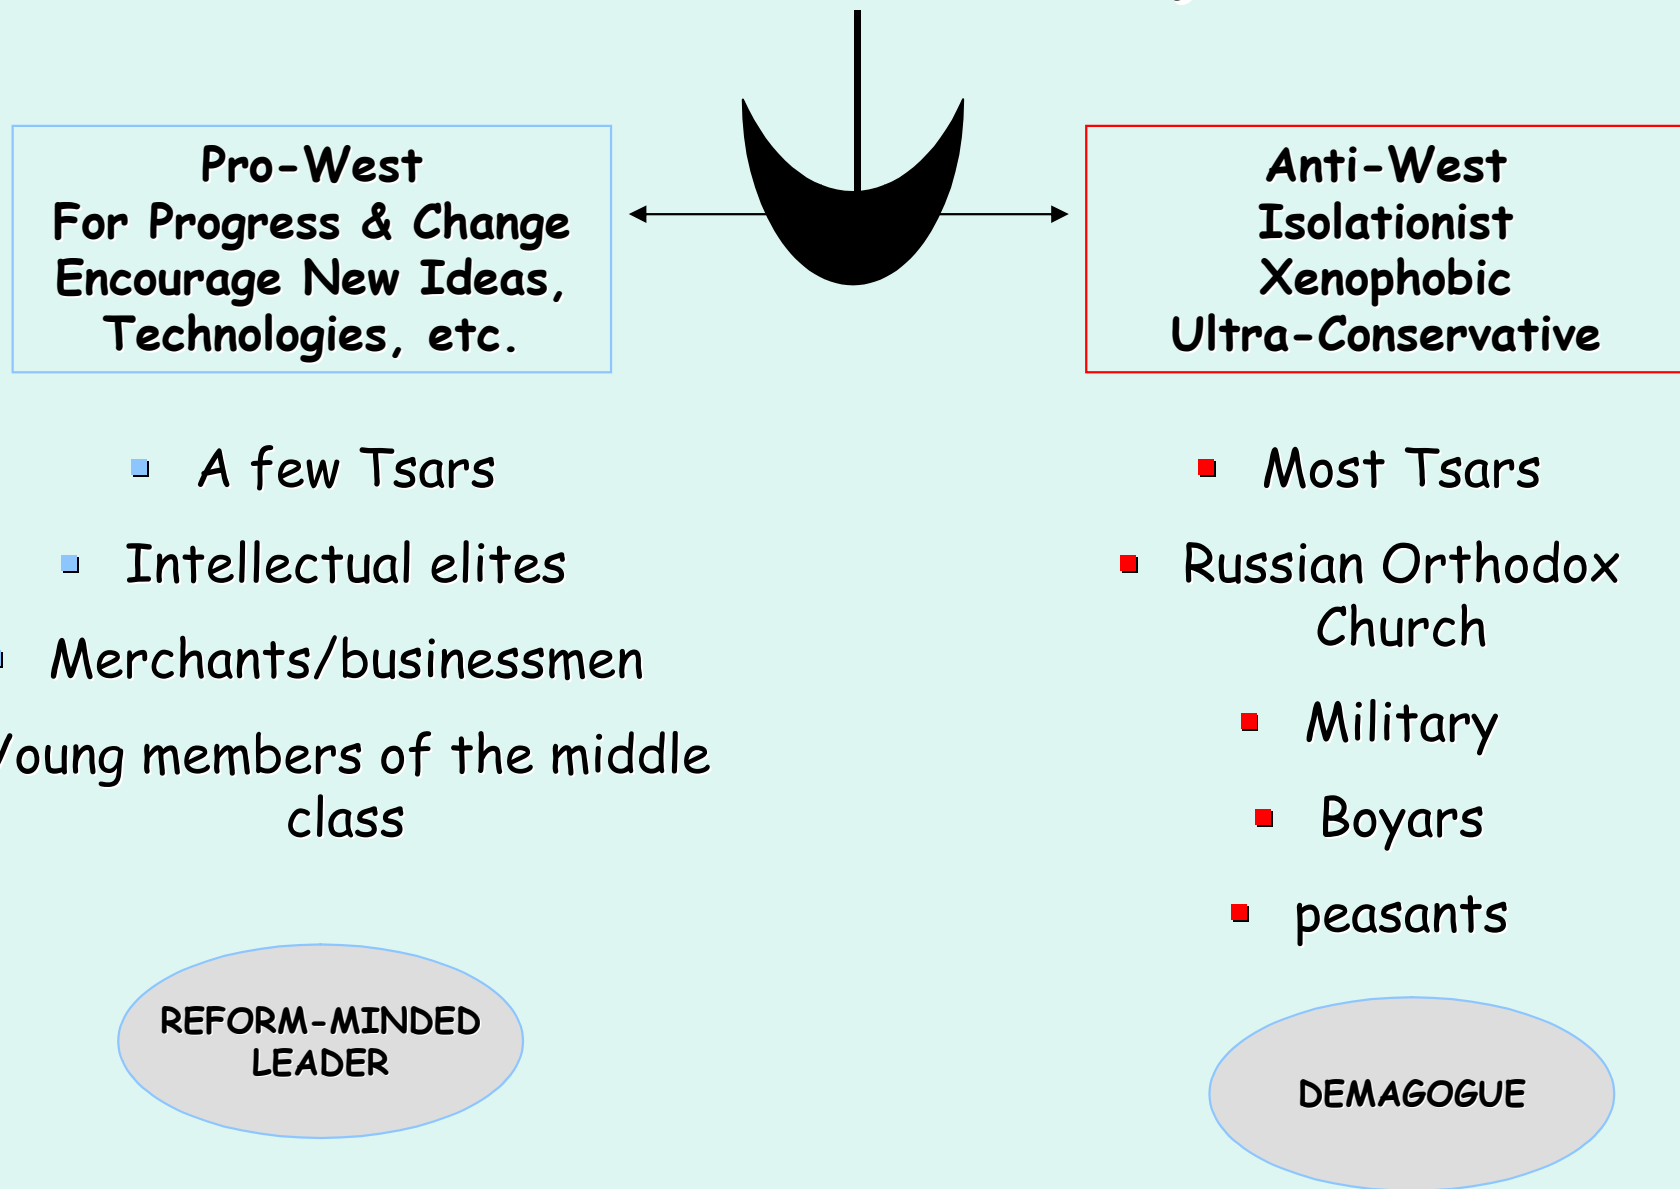 Pro-West
For Progress & Change
Encourage New Ideas,
Technologies, etc.
A few Tsars
Intellectual elites
Merchants/businessmen
Young members of the middle
class
REFORM-MINDED
LEADER
Anti-West
Isolationist
Xenophobic
Ultra-Conservative
Most Tsars
Russian Orthodox
Church
Military
Boyars
peasants
DEMAGOGUE